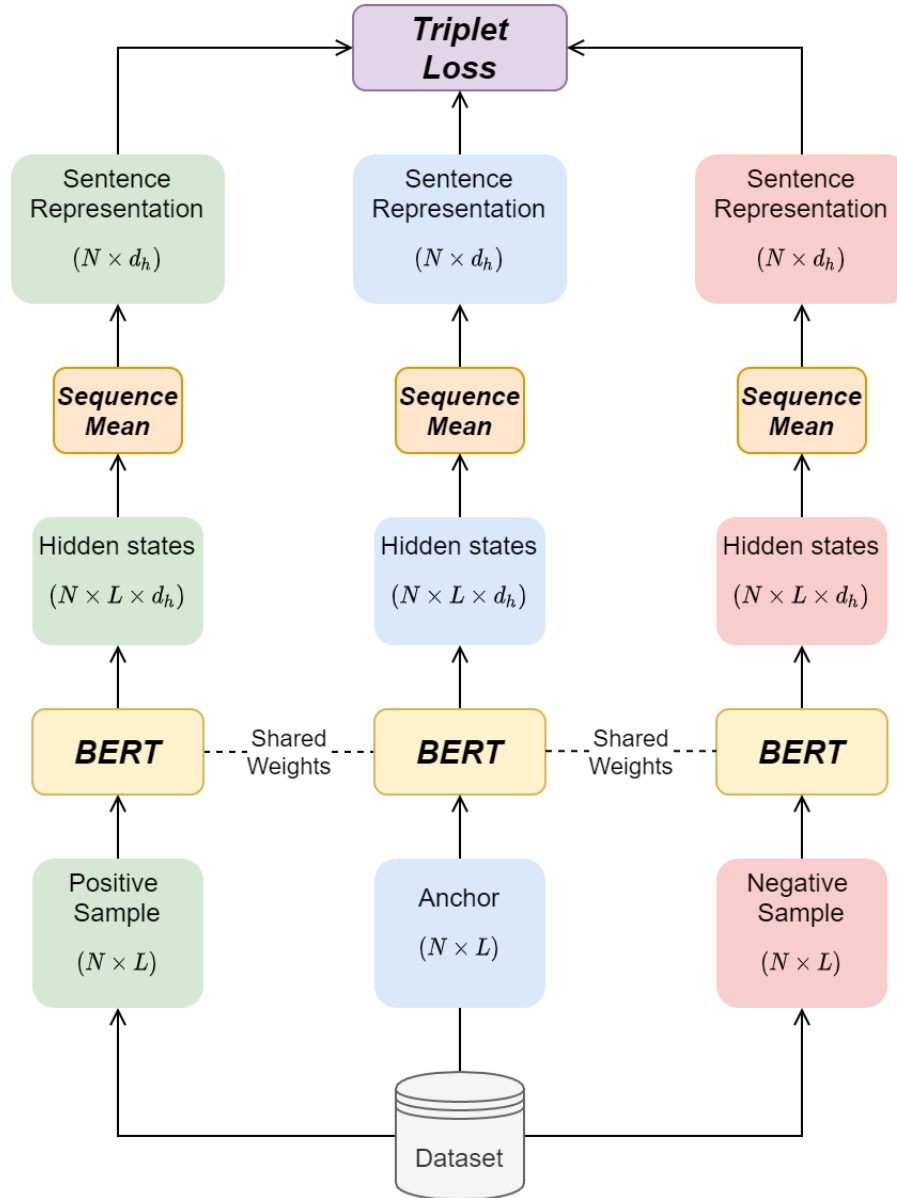 Triplet
Loss
Sentence
Representation
(N × d_h)
Sentence
Representation
(N × d_h)
Sentence
Representation
(N × d_h)
Sequence
Mean
Sequence
Mean
Sequence
Mean
Hidden states
(N × L × d_h)
Hidden states
(N × L × d_h)
Hidden states
(N × L × d_h)
BERT
Shared
Weights
BERT
Shared
Weights
BERT
Positive
Sample
(N × L)
Anchor
(N × L)
Negative
Sample
(N × L)
Dataset